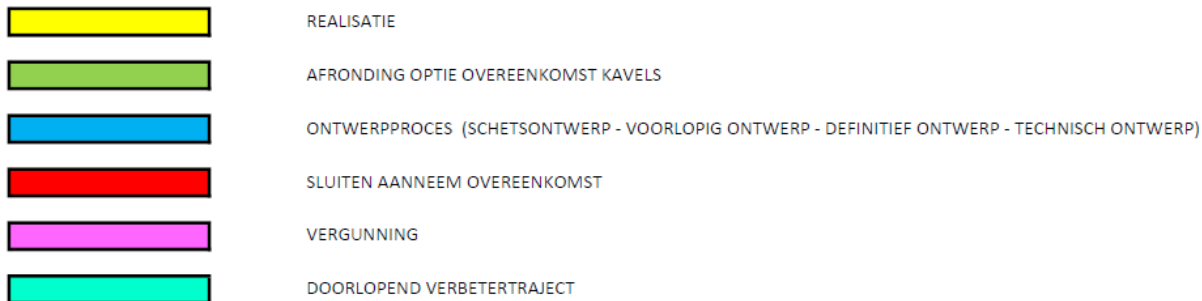 REALISATIE
AFRONDING OPTIE OVEREENKOMST KAVELS
ONTWERPPROCES (SCHETSONTWERP - VOORLOPIG ONTWERP - DEFINITIEF ONTWERP - TECHNISCH ONTWERP)
SLUITEN AANNEEM OVEREENKOMST
VERGUNNING
DOORLOPEND VERBETERTRAJECT